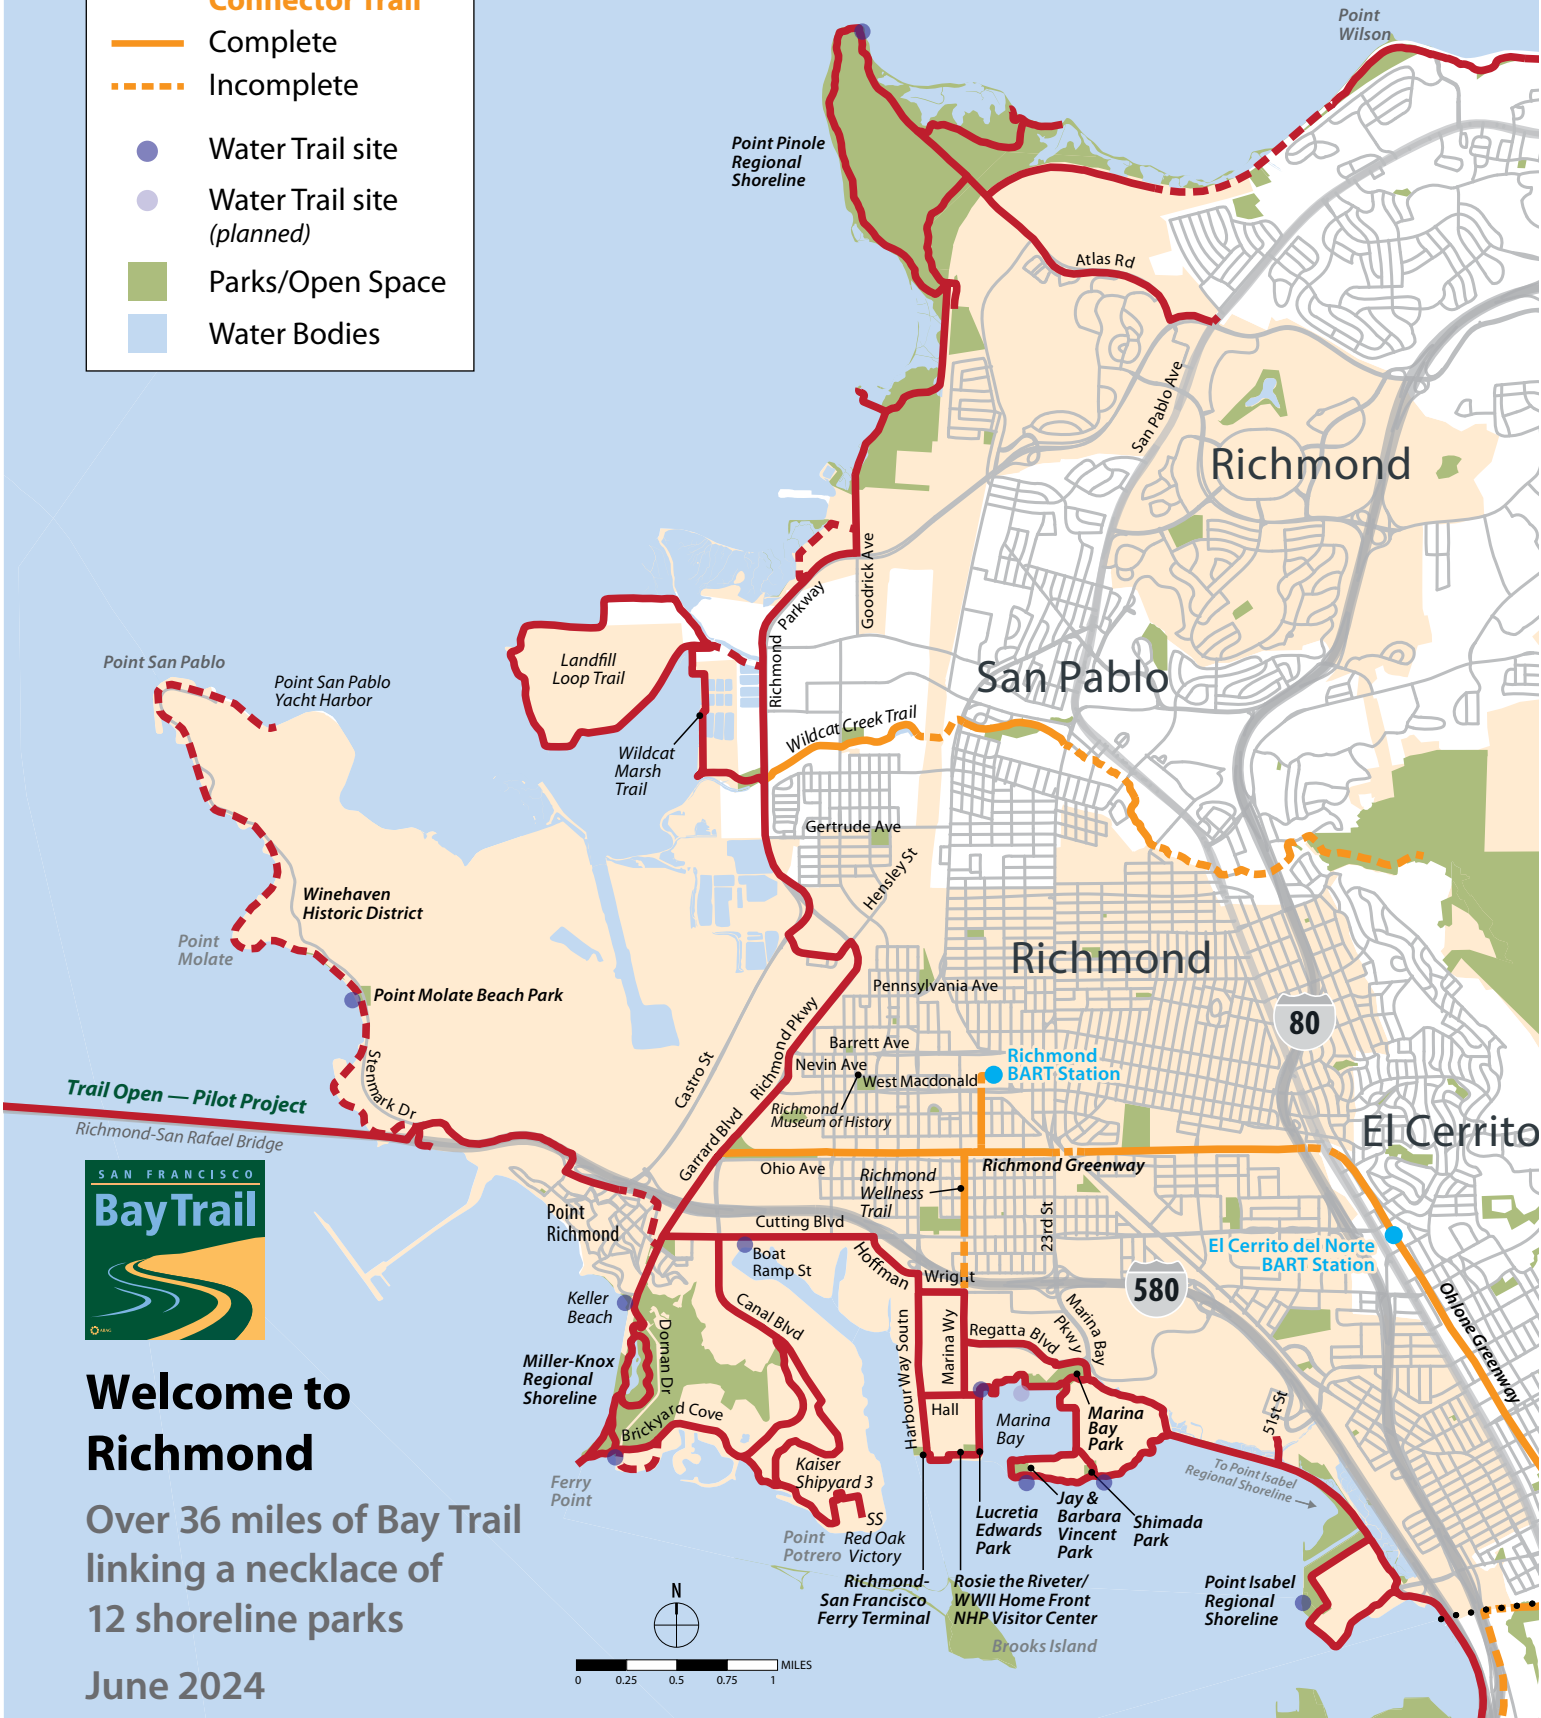 Connector Trail
Complete
Incomplete
Water Trail site
Water Trail site
(planned)
Parks/Open Space
Water Bodies
Point
Wilson
Point Pinole
Regional
Shoreline
Atlas Rd
San Pablo Ave
Richmond
Goodrick Ave
Richmond
Parkway
Landfill
Loop Trail
San Pablo
Point San Pablo
Point San Pablo
Yacht Harbor
Wildcat Creek Trail
Wildcat
Marsh
Trail
Gertrude Ave
Hensley St
Winehaven
Historic District
Point
Molate
Richmond
Point Molate Beach Park
Pennsylvania Ave
80
Barrett Ave
Nevin Ave
West Macdonald
Richmond
BART Station
Richmond
Museum of History
Castro St
Richmond Pkwy
Garrard Blvd
Stenmark Dr
Trail Open — Pilot Project
Richmond-San Rafael Bridge
El Cerrito
Ohio Ave
Richmond Greenway
Richmond
Wellness
Trail
23rd St
Point
Richmond
Cutting Blvd
Boat
Ramp St
Hoffman
Wright
El Cerrito del Norte
BART Station
580
Ohlone Greenway
Keller
Beach
Canal Blvd
Dornan Dr
Harbour Way South
Marina Wy
Regatta Blvd
Marina Bay
Pkwy
Miller-Knox
Regional
Shoreline
Brickyard Cove
Hall
Marina
Bay
Marina
Bay
Park
51st St
To Point Isabel
Regional Shoreline
Kaiser
Shipyard 3
Ferry
Point
SS
Red Oak
Victory
Point
Potrero
Lucretia
Edwards
Park
Jay &
Barbara
Vincent
Park
Shimada
Park
Richmond-
San Francisco
Ferry Terminal
Rosie the Riveter/
WWII Home Front
NHP Visitor Center
Point Isabel
Regional
Shoreline
Brooks Island
N
MILES
0 0.25 0.5 0.75 1
SAN FRANCISCO
Bay Trail
ABAG
Welcome to
Richmond
Over 36 miles of Bay Trail
linking a necklace of
12 shoreline parks
June 2024